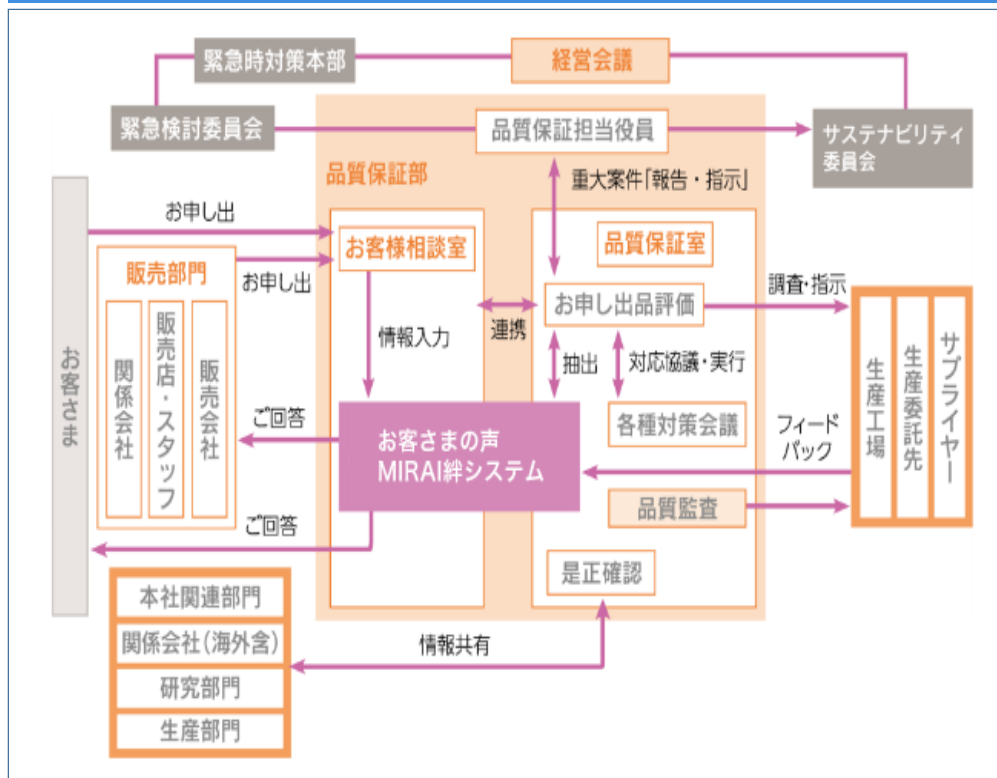 緊急時対策本部
経営会議
緊急検討委員会
品質保証担当役員
サステナビリティ
委員会
品質保証部
重大案件「報告・指示」
お申し出
お客様相談室
品質保証室
販売部門
お申し出
お申し出品評価
調査・指示
連携
情報入力
抽出
対応協議・実行
お客さま
関係会社
販売店・スタッフ
販売会社
生産工場
生産委託先
サプライヤー
ご回答
お客さまの声
MIRAI絆システム
各種対策会議
フィード
バック
品質監査
ご回答
是正確認
本社関連部門
関係会社(海外含)
研究部門
生産部門
情報共有